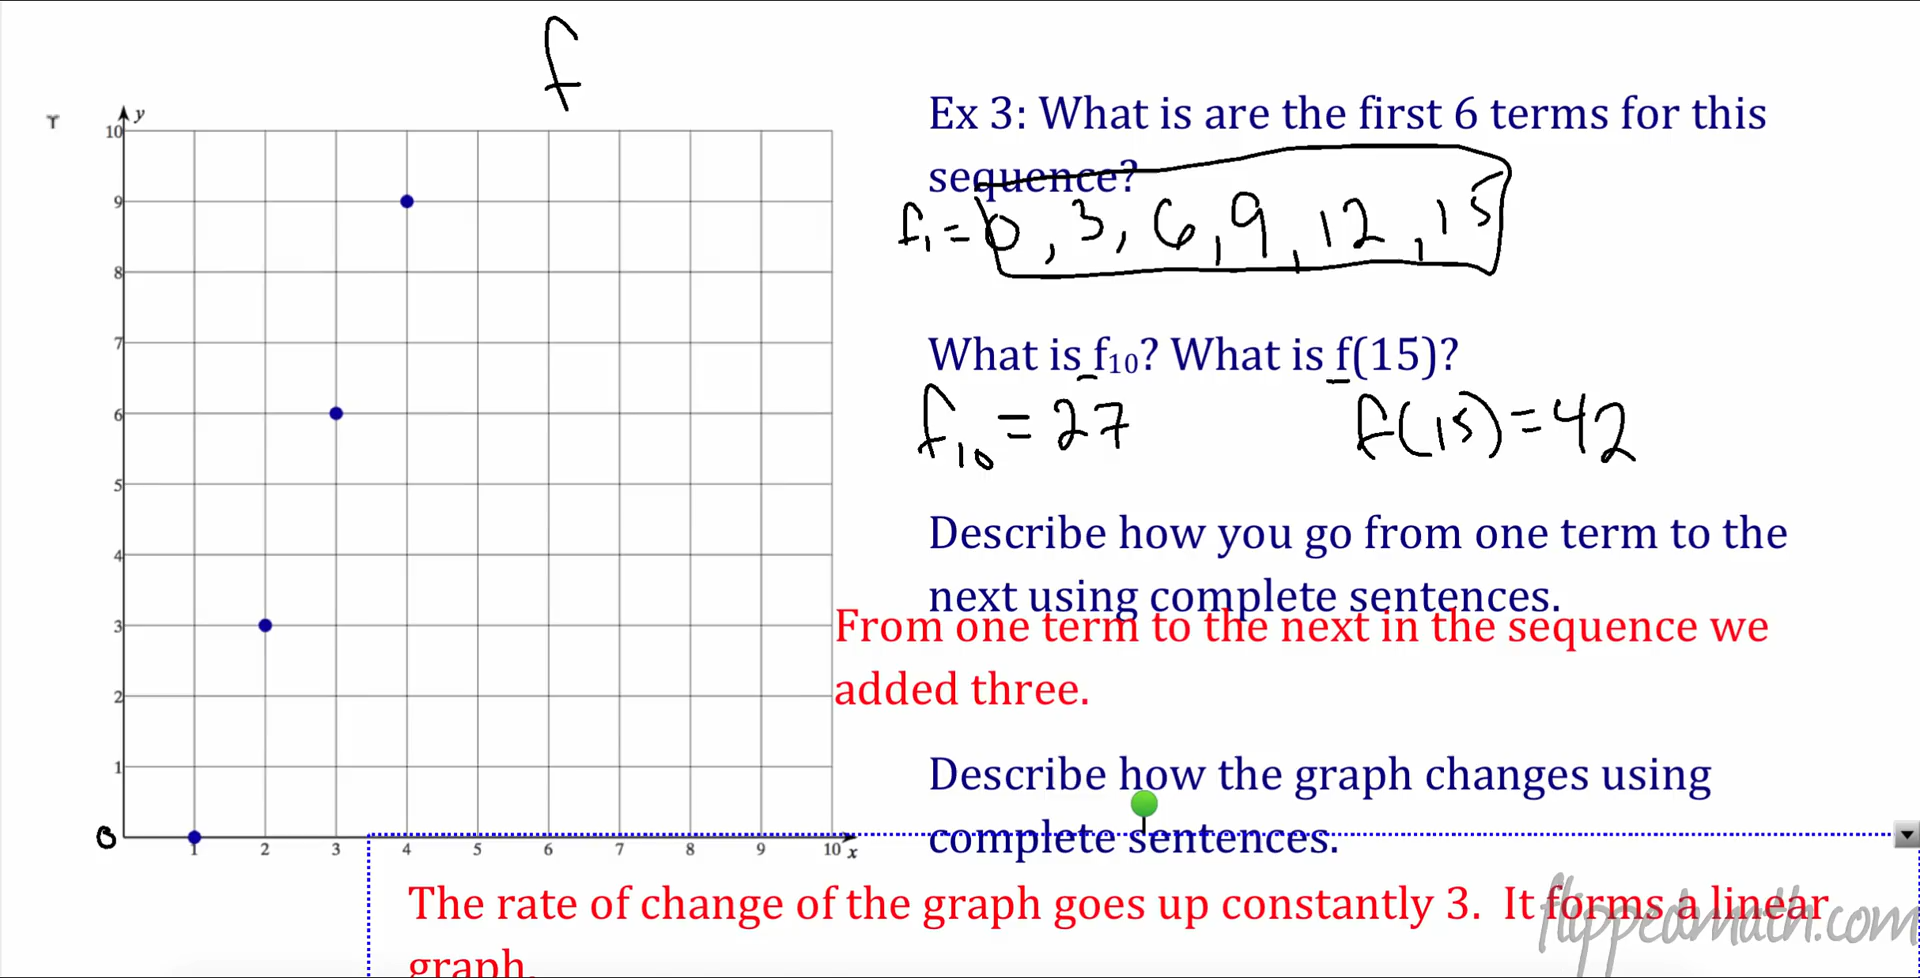 f
y
10
9
8
7
6
5
4
3
2
1
0
1 2 3 4 5 6 7 8 9 10 x
Ex 3: What is are the first 6 terms for this
sequence?
f₁ = 0, 3, 6, 9, 12, 15
What is f₁₀? What is f(15)?
f₁₀ = 27 f(15) = 42
Describe how you go from one term to the
next using complete sentences.
From one term to the next in the sequence we
added three.
Describe how the graph changes using
complete sentences.
The rate of change of the graph goes up constantly 3. It forms a linear
graph.
flippedmath.com